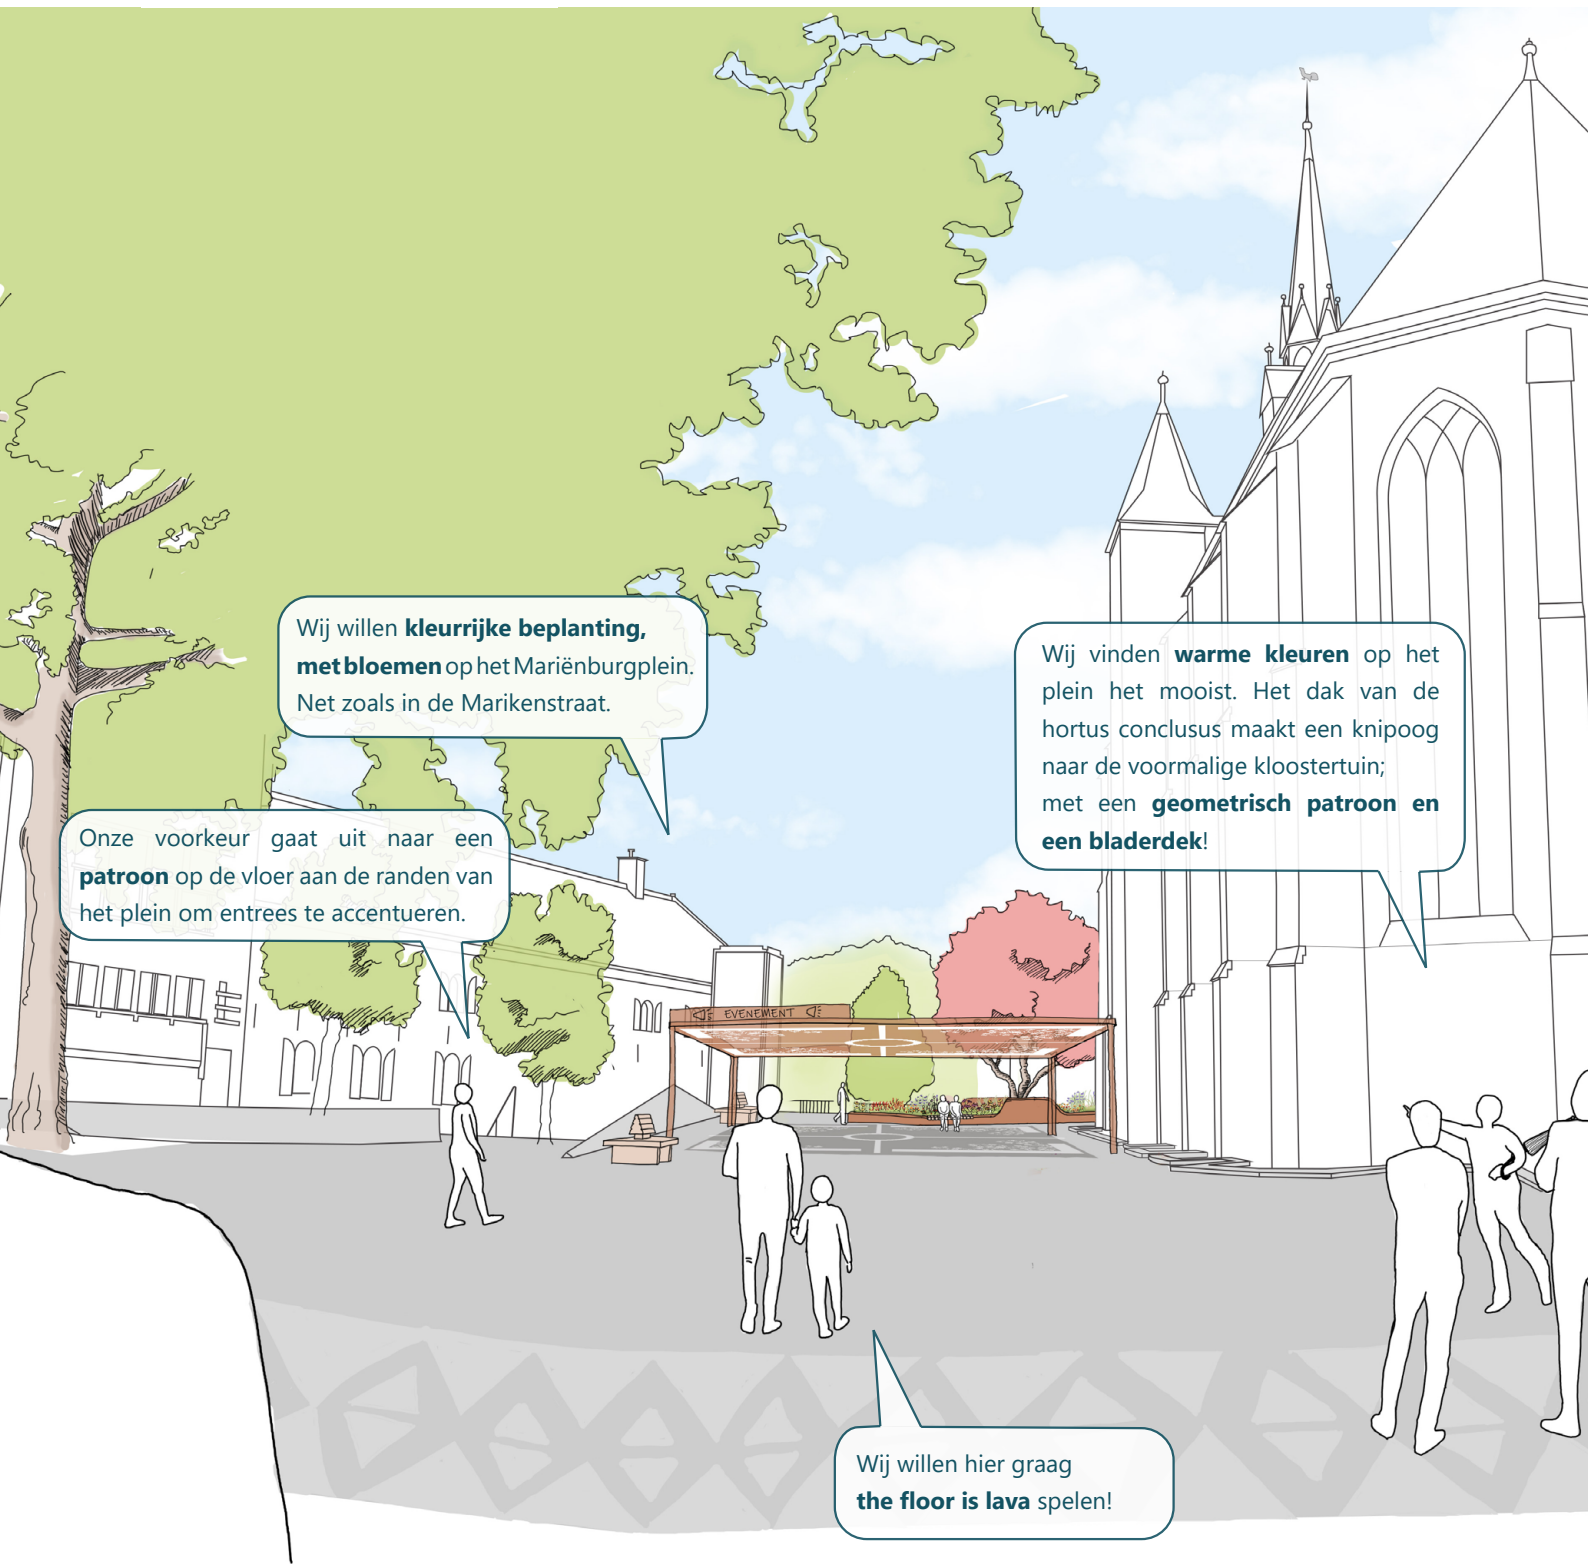 Wij willen kleurrijke beplanting,
met bloemen op het Mariënburgplein.
Net zoals in de Marikenstraat.
Wij vinden warme kleuren op het
plein het mooist. Het dak van de
hortus conclusus maakt een knipoog
naar de voormalige kloostertuin;
met een geometrisch patroon en
een bladerdek!
Onze voorkeur gaat uit naar een
patroon op de vloer aan de randen van
het plein om entrees te accentueren.
EVENEMENT
Wij willen hier graag
the floor is lava spelen!